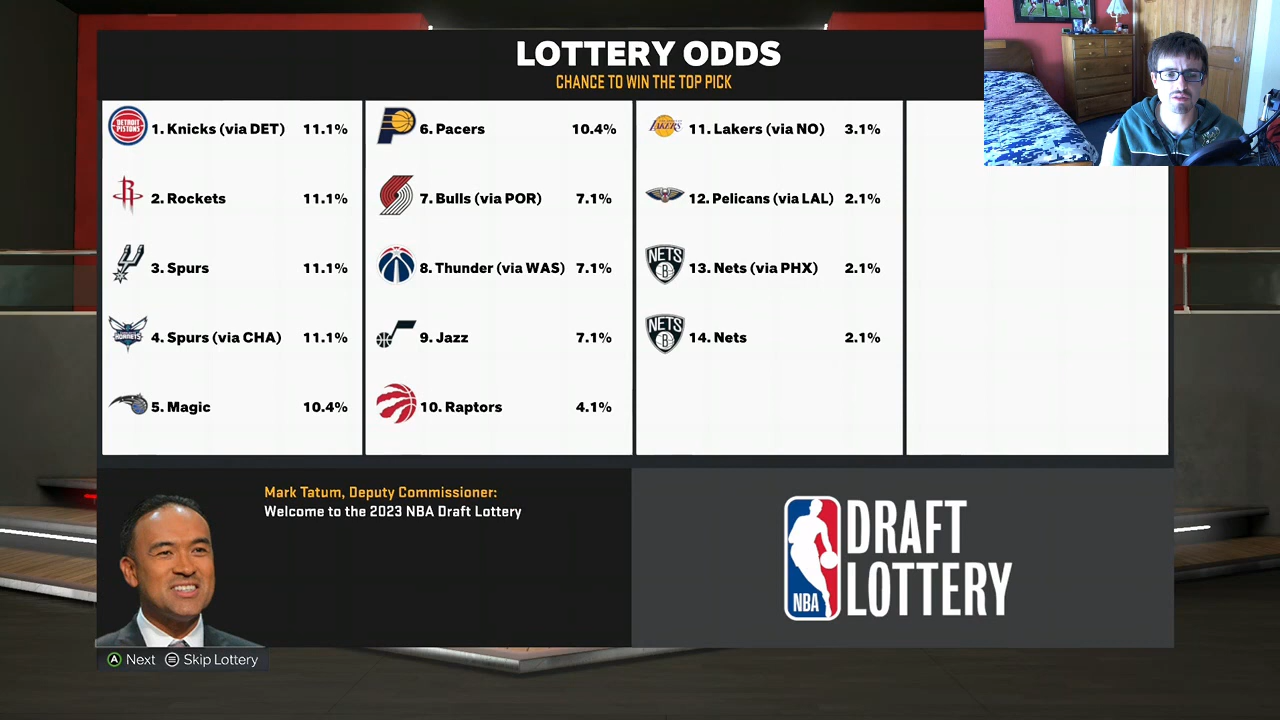 LOTTERY ODDS
CHANCE TO WIN THE TOP PICK
DETROIT PISTONS
1. Knicks (via DET) 11.1%
2. Rockets 11.1%
3. Spurs 11.1%
4. Spurs (via CHA) 11.1%
5. Magic 10.4%
6. Pacers 10.4%
7. Bulls (via POR) 7.1%
8. Thunder (via WAS) 7.1%
9. Jazz 7.1%
10. Raptors 4.1%
LAKERS
11. Lakers (via NO) 3.1%
12. Pelicans (via LAL) 2.1%
NETS
B
13. Nets (via PHX) 2.1%
NETS
B
14. Nets 2.1%
Mark Tatum, Deputy Commissioner:
Welcome to the 2023 NBA Draft Lottery
NBA
DRAFT
LOTTERY
A Next Skip Lottery